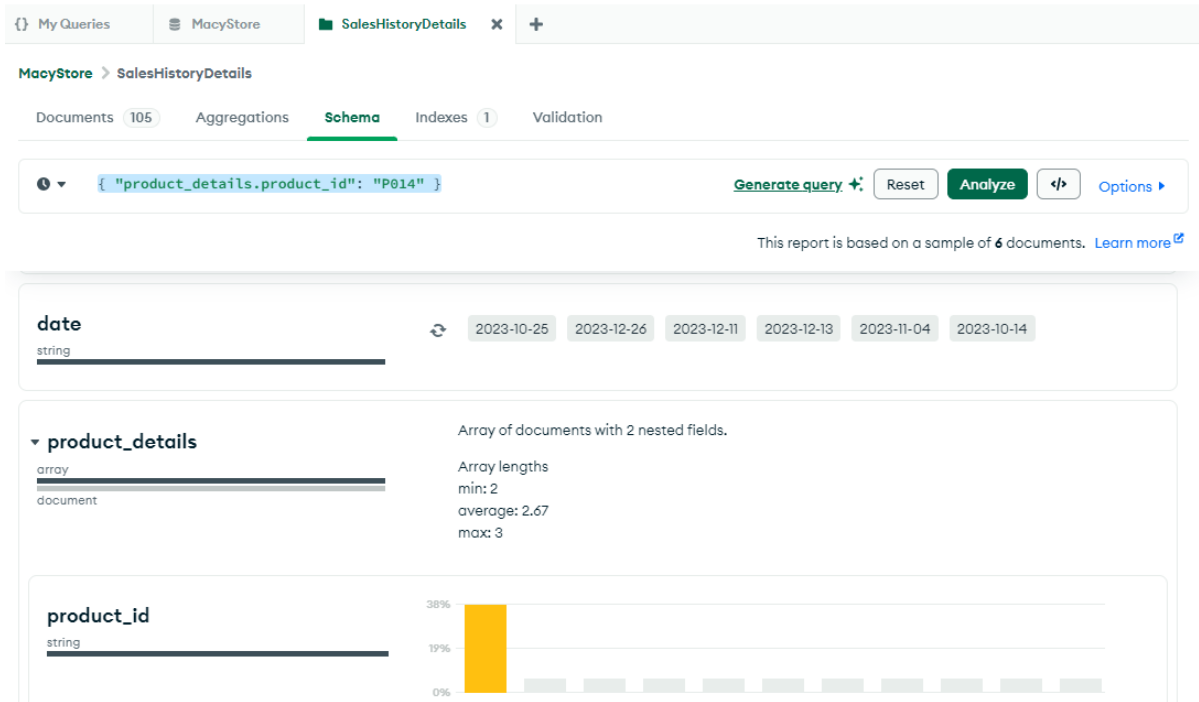 {} My Queries MacyStore SalesHistoryDetails
MacyStore > SalesHistoryDetails
Documents 105 Aggregations Schema Indexes 1 Validation
{ "product_details.product_id": "P014" } Generate query Reset Analyze </> Options
This report is based on a sample of 6 documents. Learn more
date
string
2023-10-25 2023-12-26 2023-12-11 2023-12-13 2023-11-04 2023-10-14
product_details
array
document
Array of documents with 2 nested fields.
Array lengths
min: 2
average: 2.67
max: 3
product_id
string
38%
19%
0%